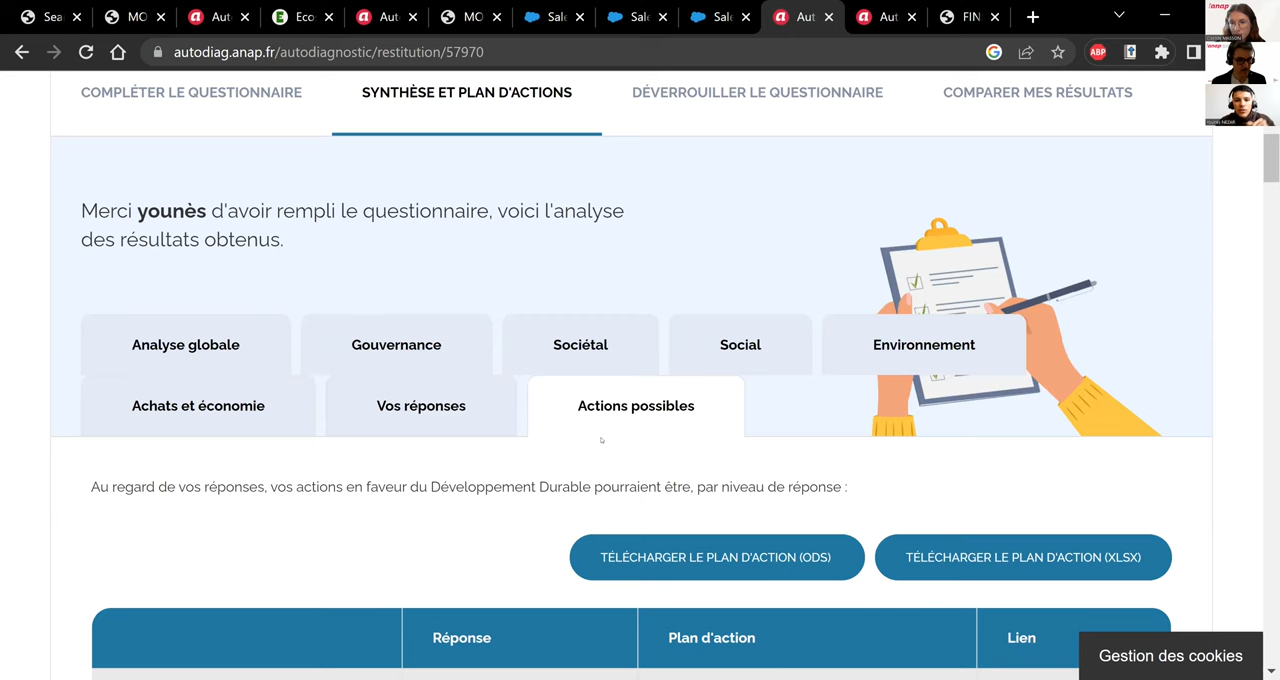 Sea
MO
Aut
Eco
Aut
MO
Sale
Sale
Sale
Aut
Aut
FIN
autodiag.anap.fr/autodiagnostic/restitution/57970
ABP
COMPLÉTER LE QUESTIONNAIRE
SYNTHÈSE ET PLAN D'ACTIONS
DÉVERROUILLER LE QUESTIONNAIRE
COMPARER MES RÉSULTATS
Merci younès d'avoir rempli le questionnaire, voici l'analyse
des résultats obtenus.
Analyse globale
Gouvernance
Sociétal
Social
Environnement
Achats et économie
Vos réponses
Actions possibles
Au regard de vos réponses, vos actions en faveur du Développement Durable pourraient être, par niveau de réponse :
TÉLÉCHARGER LE PLAN D'ACTION (ODS)
TÉLÉCHARGER LE PLAN D'ACTION (XLSX)
Réponse
Plan d'action
Lien
Gestion des cookies